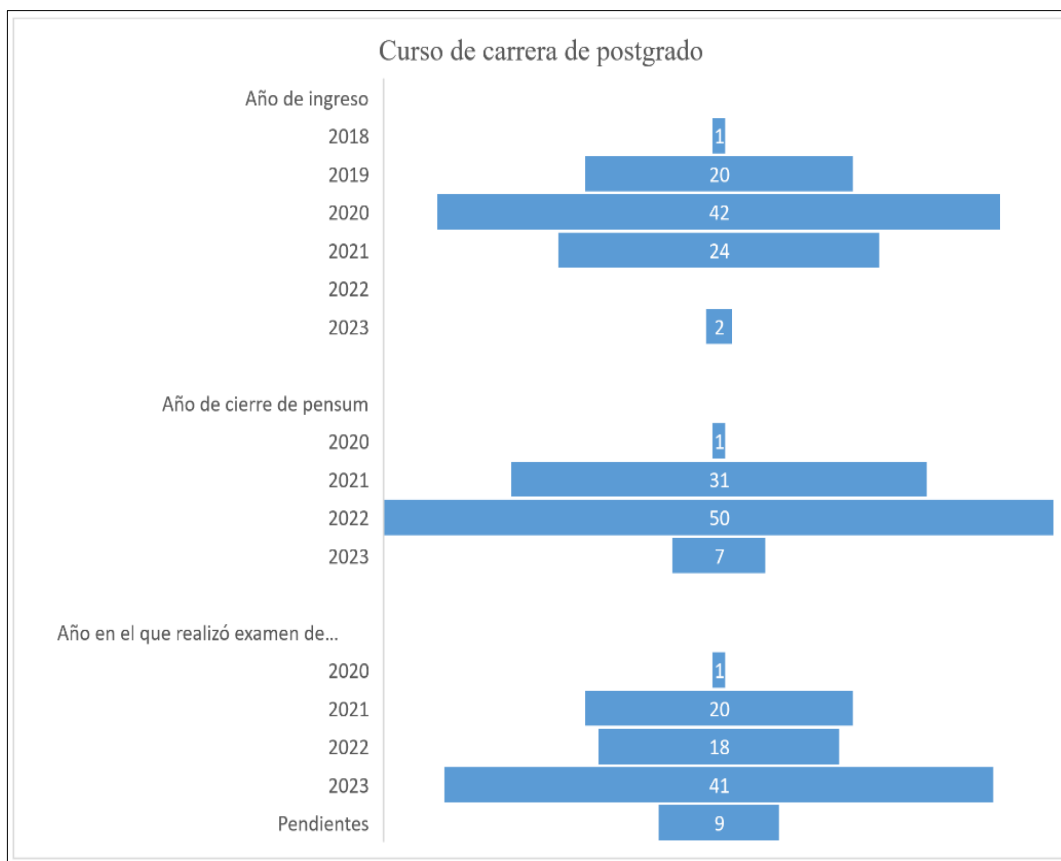 Curso de carrera de postgrado
Año de ingreso
2018 1
2019 20
2020 42
2021 24
2022
2023 2
Año de cierre de pensum
2020 1
2021 31
2022 50
2023 7
Año en el que realizó examen de...
2020 1
2021 20
2022 18
2023 41
Pendientes 9